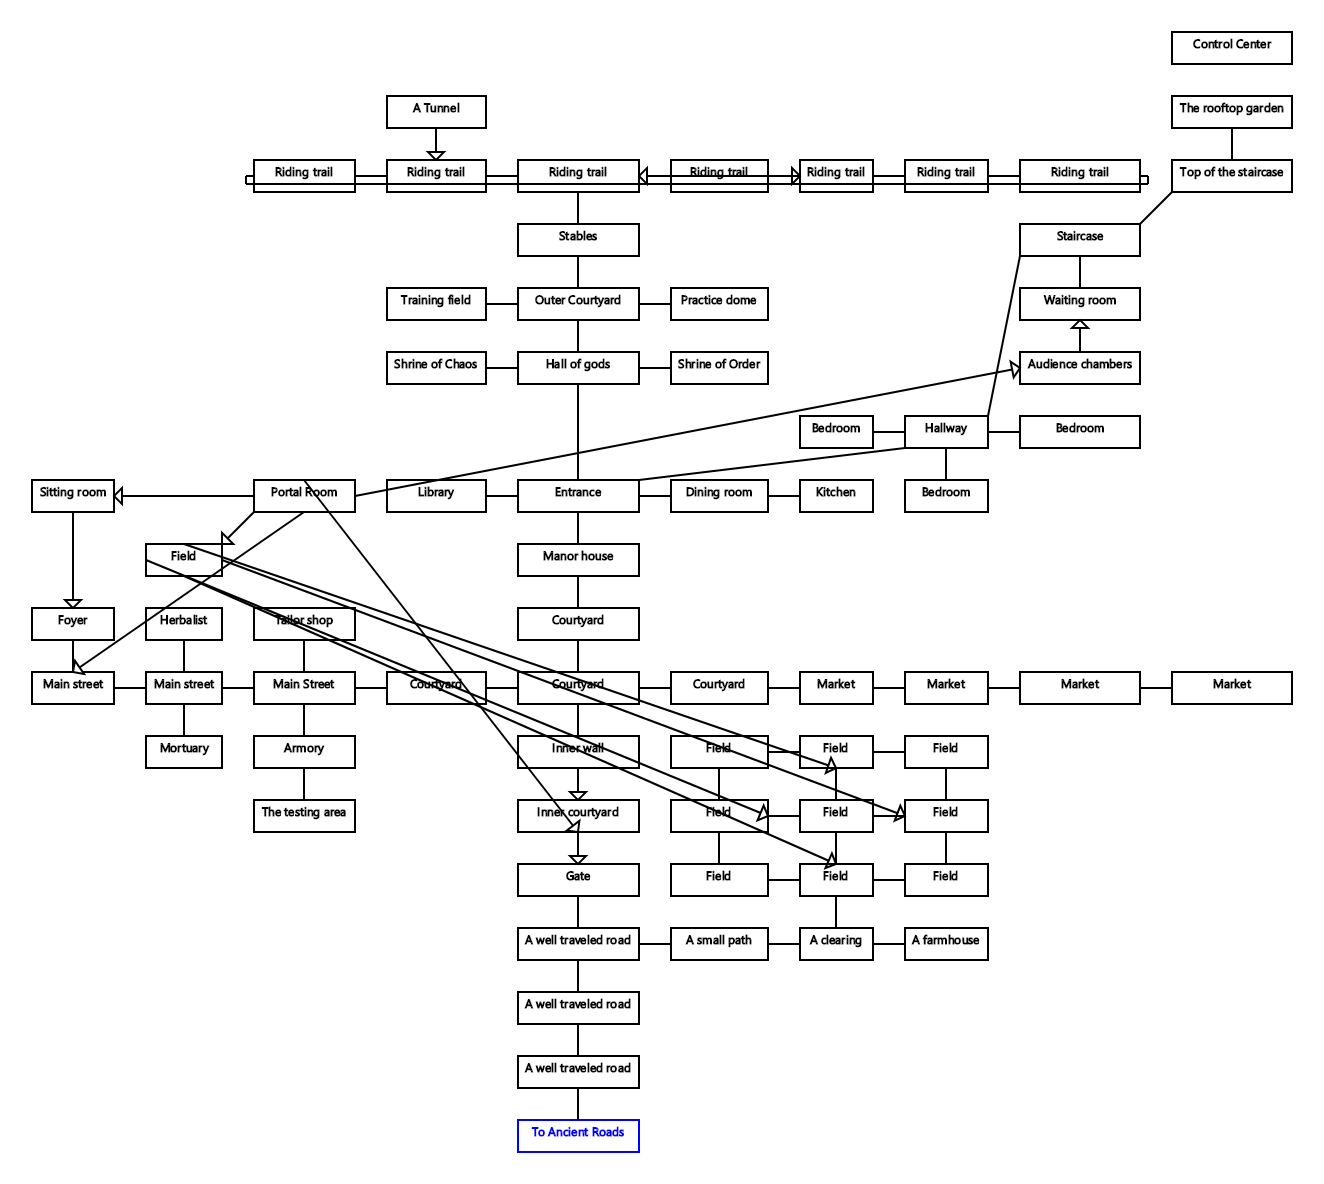 Control Center
A Tunnel
The rooftop garden
Riding trail
Riding trail
Riding trail
Riding trail
Riding trail
Riding trail
Riding trail
Top of the staircase
Stables
Staircase
Training field
Outer Courtyard
Practice dome
Waiting room
Shrine of Chaos
Hall of gods
Shrine of Order
Audience chambers
Bedroom
Hallway
Bedroom
Sitting room
Portal Room
Library
Entrance
Dining room
Kitchen
Bedroom
Field
Manor house
Foyer
Herbalist
Tailor shop
Courtyard
Main street
Main street
Main Street
Courtyard
Courtyard
Courtyard
Market
Market
Market
Market
Mortuary
Armory
Inner wall
Field
Field
Field
The testing area
Inner courtyard
Field
Field
Field
Gate
Field
Field
Field
A well traveled road
A small path
A clearing
A farmhouse
A well traveled road
A well traveled road
To Ancient Roads